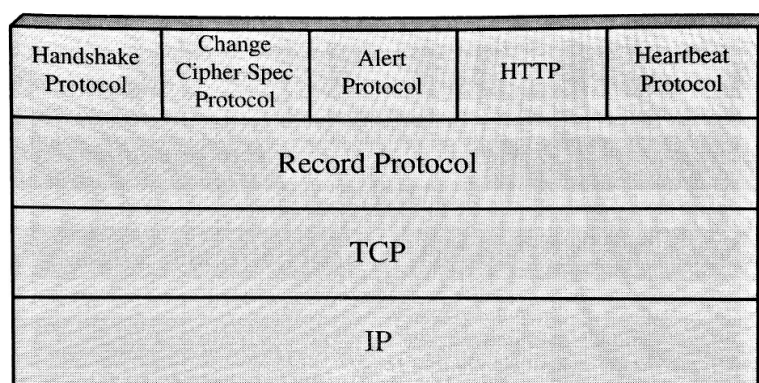 Handshake
Protocol
Change
Cipher Spec
Protocol
Alert
Protocol
HTTP
Heartbeat
Protocol
Record Protocol
TCP
IP